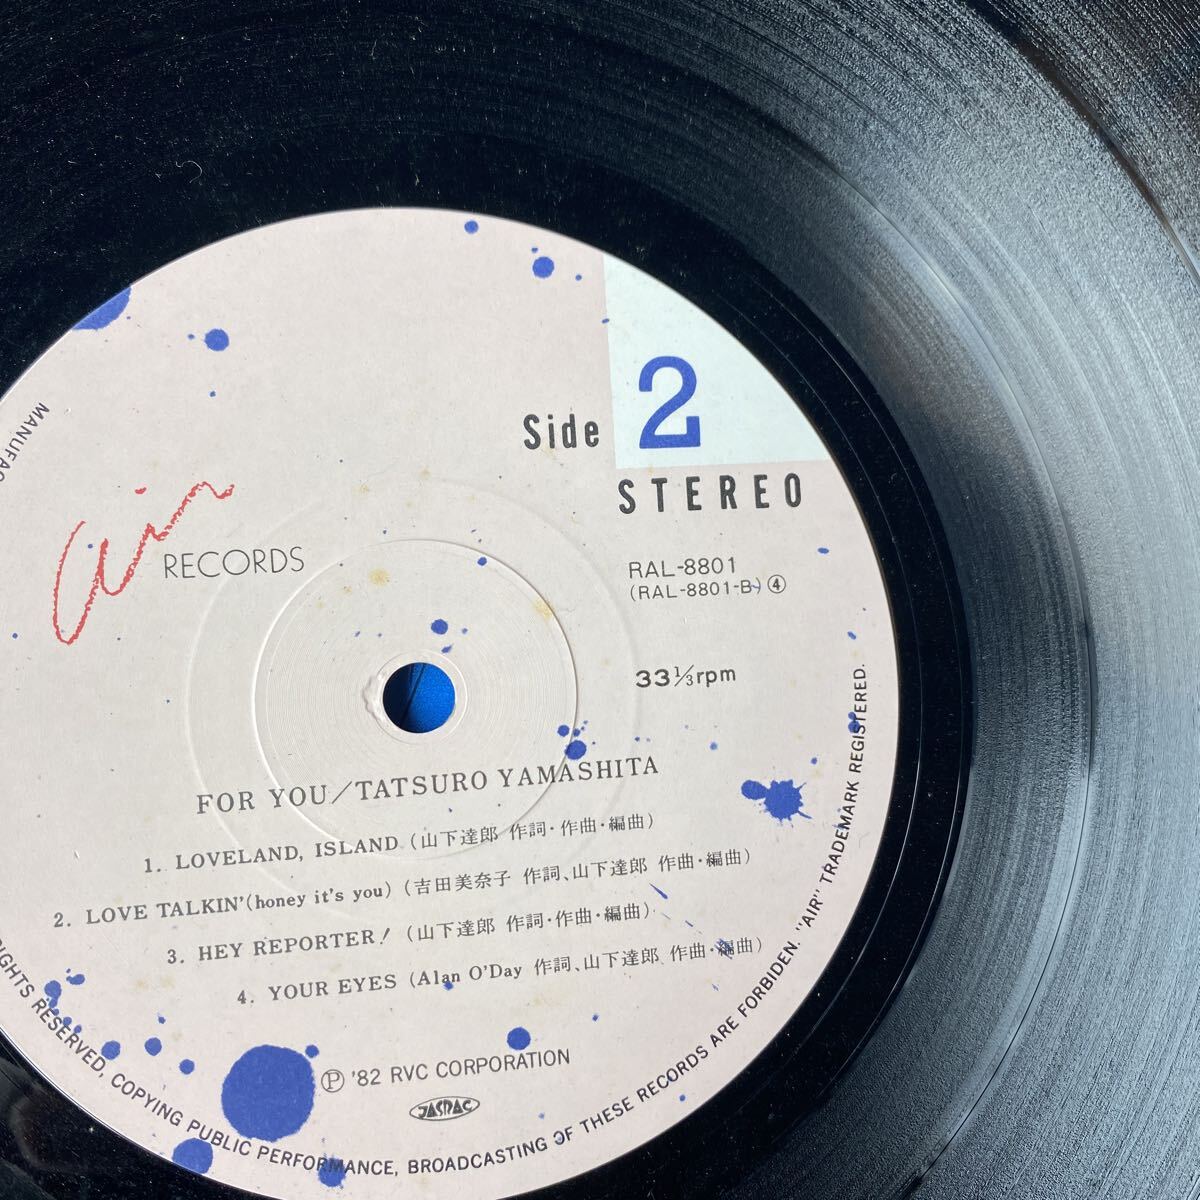 Side 2
STEREO
air RECORDS
RAL-8801
(RAL-8801-B) ④
33 1/3 rpm
FOR YOU/TATSURO YAMASHITA
1. LOVELAND, ISLAND (山下達郎 作詞・作曲・編曲)
2. LOVE TALKIN' (honey it's you) (吉田美奈子 作詞、山下達郎 作曲・編曲)
3. HEY REPORTER! (山下達郎 作詞・作曲・編曲)
4. YOUR EYES (Alan O'Day 作詞、山下達郎 作曲・編曲)
Ⓟ '82 RVC CORPORATION
JASRAC
RESERVED, COPYING PUBLIC PERFORMANCE, BROADCASTING OF THESE RECORDS ARE FORBIDEN. "AIR" TRADEMARK REGISTERED.